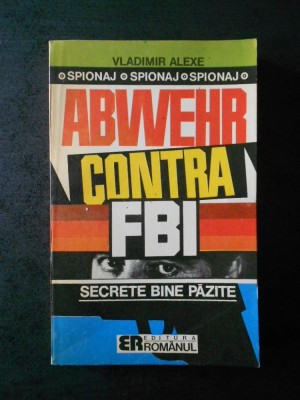 VLADIMIR ALEXE
SPIONAJ SPIONAJ SPIONAJ
ABWEHR
CONTRA
FBI
SECRETE BINE PĂZITE
ER EDITURA
ROMÂNUL